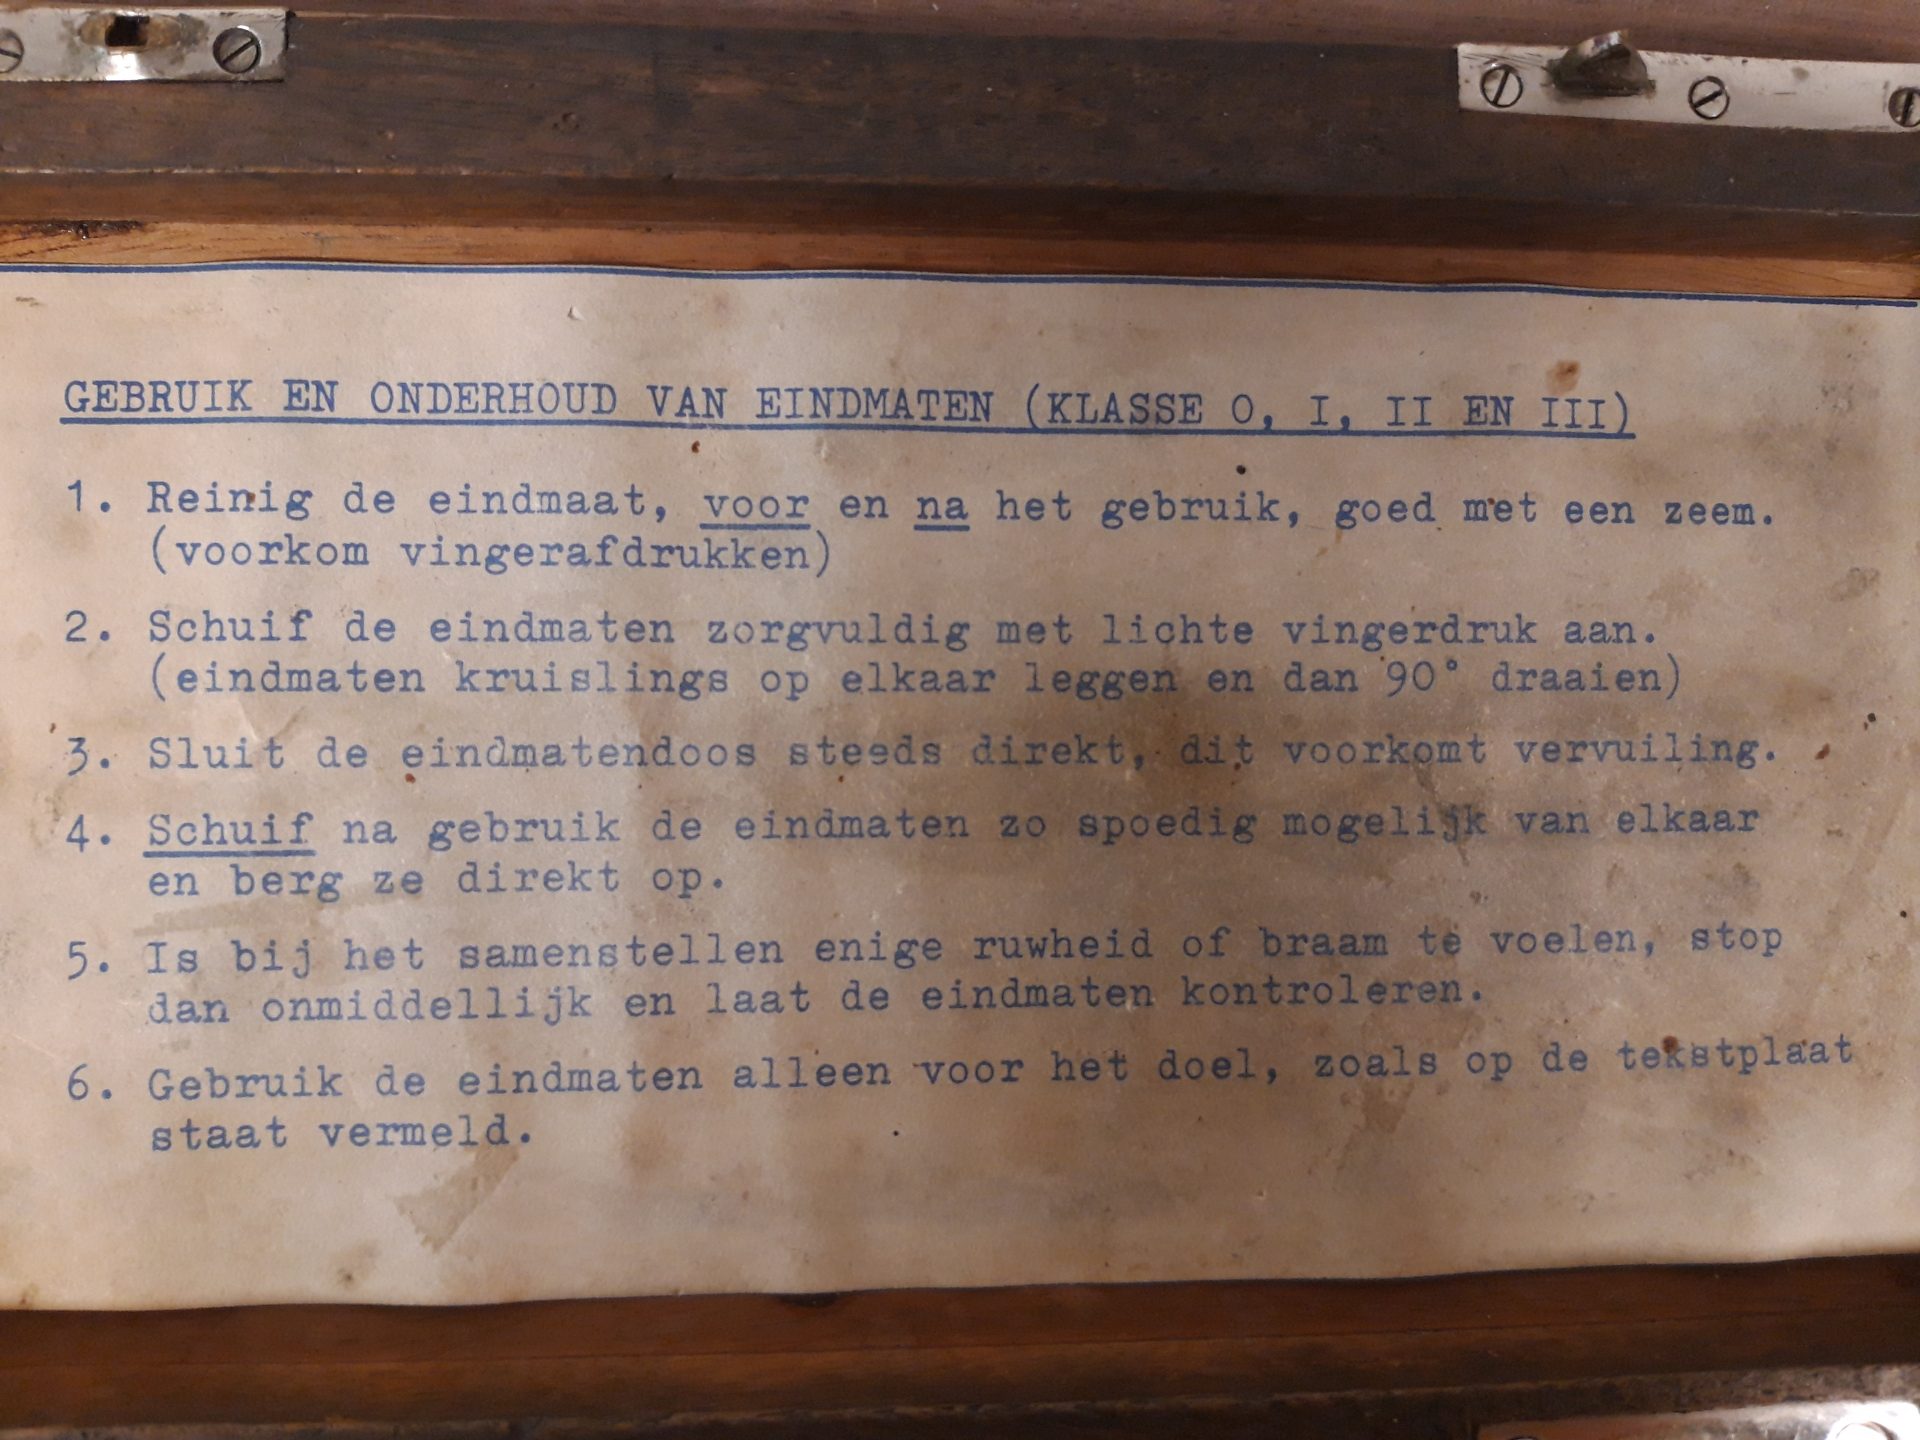 GEBRUIK EN ONDERHOUD VAN EINDMATEN (KLASSE O, I, II EN III)
1. Reinig de eindmaat, voor en na het gebruik, goed met een zeem.
(voorkom vingerafdrukken)
2. Schuif de eindmaten zorgvuldig met lichte vingerdruk aan.
(eindmaten kruislings op elkaar leggen en dan 90° draaien)
3. Sluit de eindmatendoos steeds direkt, dit voorkomt vervuiling.
4. Schuif na gebruik de eindmaten zo spoedig mogelijk van elkaar
en berg ze direkt op.
5. Is bij het samenstellen enige ruwheid of braam te voelen, stop
dan onmiddellijk en laat de eindmaten kontroleren.
6. Gebruik de eindmaten alleen voor het doel, zoals op de tekstplaat
staat vermeld.